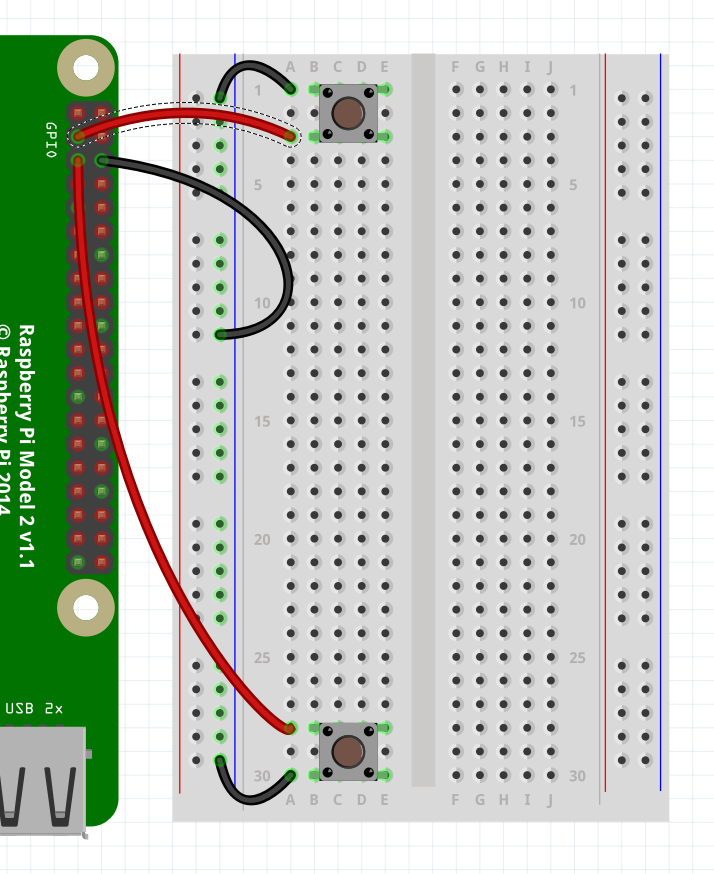 A B C D E F G H I J
1 1
GPIO
5 5
10 10
15 15
20 20
25 25
30 30
A B C D E F G H I J
Raspberry Pi Model 2 v1.1
© Raspberry Pi 2014
USB 2x